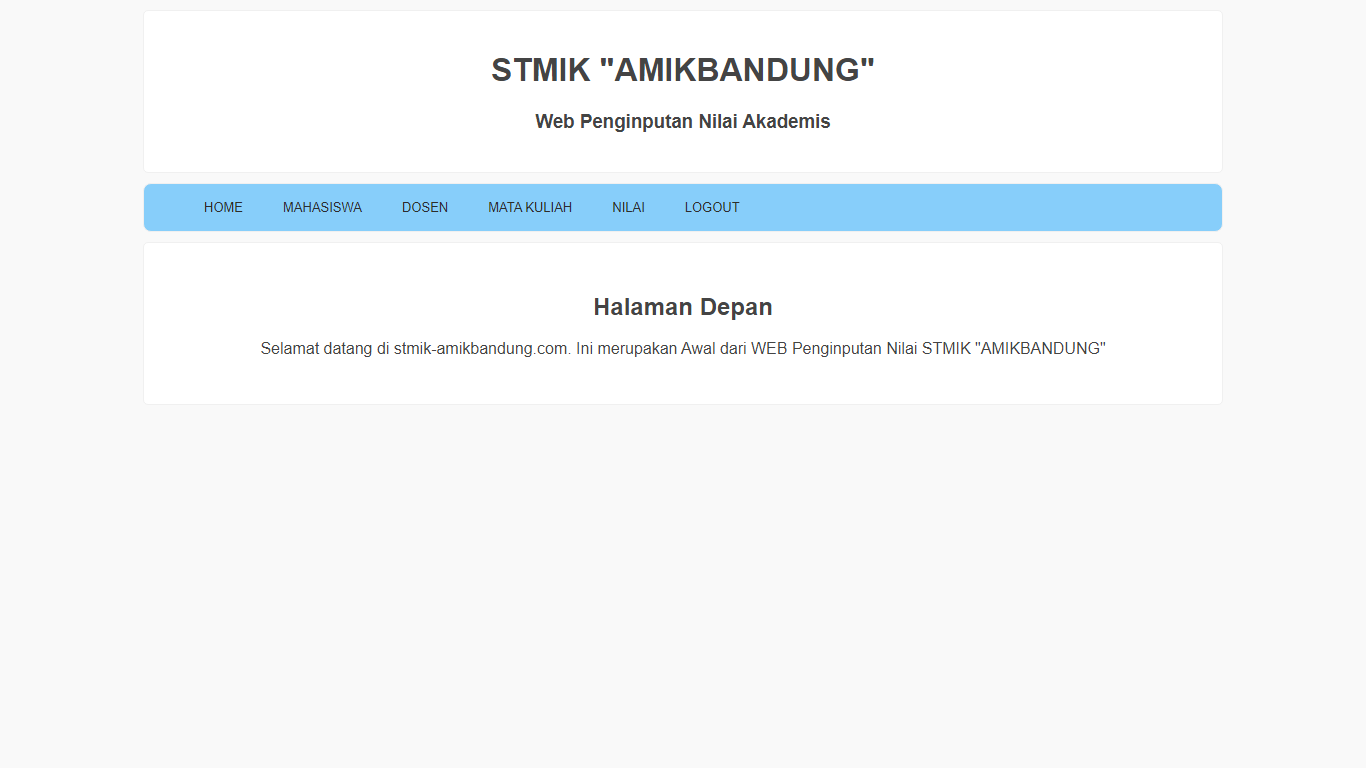 STMIK "AMIKBANDUNG"
Web Penginputan Nilai Akademis
HOME MAHASISWA DOSEN MATA KULIAH NILAI LOGOUT
Halaman Depan
Selamat datang di stmik-amikbandung.com. Ini merupakan Awal dari WEB Penginputan Nilai STMIK "AMIKBANDUNG"